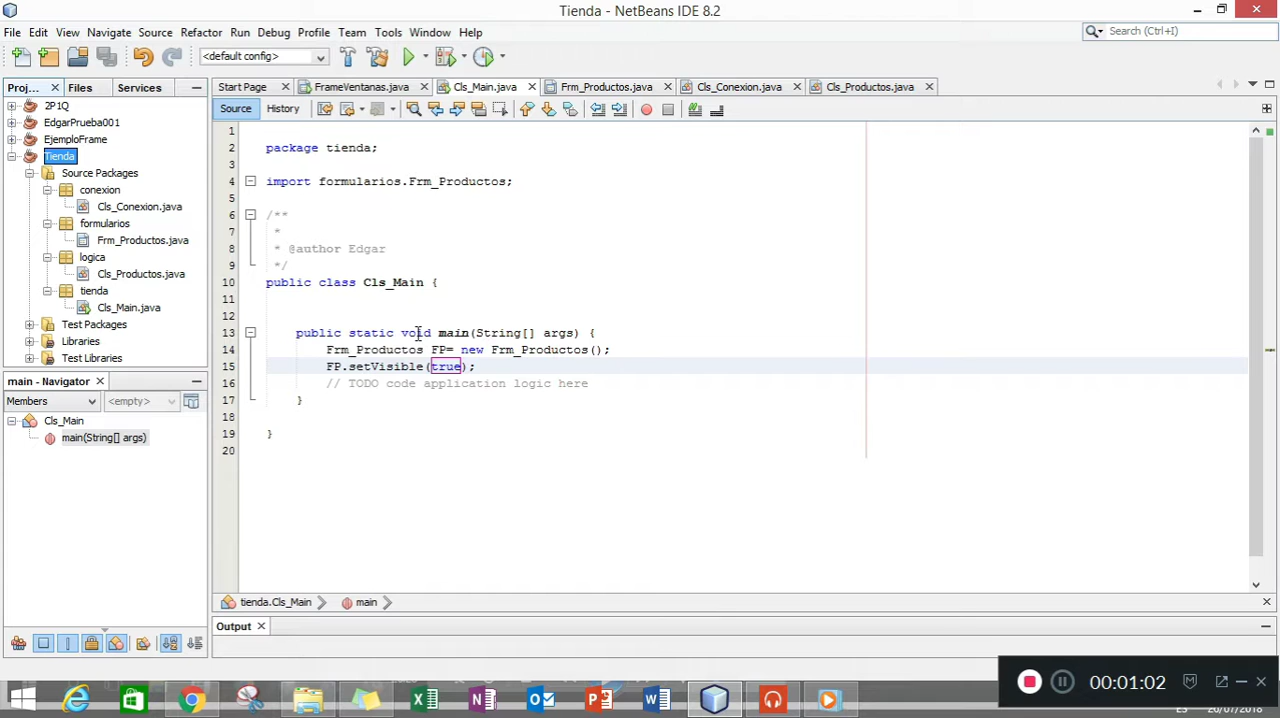 Tienda - NetBeans IDE 8.2
File Edit View Navigate Source Refactor Run Debug Profile Team Tools Window Help
Search (Ctrl+I)
<default config>
Proj... Files Services
Start Page FrameVentanas.java Cls_Main.java Frm_Productos.java Cls_Conexion.java Cls_Productos.java
Source History
2P1Q
EdgarPrueba001
EjemploFrame
Tienda
Source Packages
conexion
Cls_Conexion.java
formularios
Frm_Productos.java
logica
Cls_Productos.java
tienda
Cls_Main.java
Test Packages
Libraries
Test Libraries
main - Navigator
Members <empty>
Cls_Main
main(String[] args)
1
2 package tienda;
3
4 import formularios.Frm_Productos;
5
6 /**
7 *
8 * @author Edgar
9 */
10 public class Cls_Main {
11
12
13 public static void main(String[] args) {
14 Frm_Productos FP= new Frm_Productos();
15 FP.setVisible(true);
16 // TODO code application logic here
17 }
18
19 }
20
tienda.Cls_Main main
Output
00:01:02